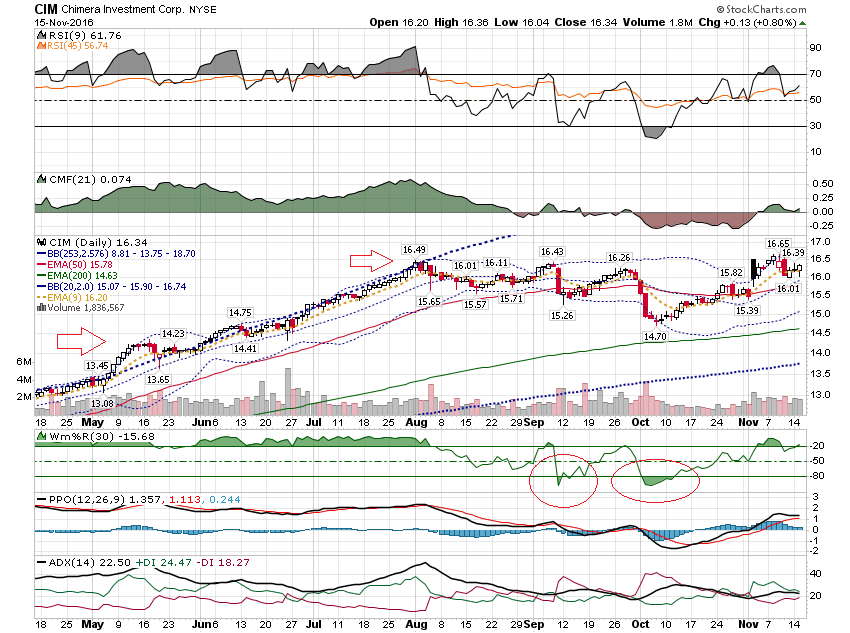 CIM Chimera Investment Corp. NYSE © StockCharts.com
15-Nov-2016 Open 16.20 High 16.36 Low 16.04 Close 16.34 Volume 1.8M Chg +0.13 (+0.80%)
RSI(9) 61.76
RSI(45) 56.74
90
70
50
30
10
CMF(21) 0.074
0.50
0.25
0.00
-0.25
CIM (Daily) 16.34
BB(253,2.576) 8.81 - 13.75 - 18.70
EMA(50) 15.78
EMA(200) 14.63
BB(20,2.0) 15.07 - 15.90 - 16.74
EMA(9) 16.20
Volume 1,836,567
16.49
16.43
16.65
16.39
16.01
16.11
16.26
15.82
16.01
15.65
15.57
15.71
15.26
15.39
14.75
14.23
14.41
14.70
13.45
13.65
13.08
17.0
16.5
16.0
15.5
15.0
14.5
14.0
13.5
13.0
6M
4M
2M
18 25 May 9 16 23 Jun 6 13 20 27 Jul 11 18 25 Aug 8 15 22 29 Sep 12 19 26 Oct 10 17 24 Nov 7 14
Wm%R(30) -15.68
-20
-50
-80
PPO(12,26,9) 1.357, 1.113, 0.244
3
2
1
0
-1
-2
ADX(14) 22.50 +DI 24.47 -DI 18.27
40
20
18 25 May 9 16 23 Jun 6 13 20 27 Jul 11 18 25 Aug 8 15 22 29 Sep 12 19 26 Oct 10 17 24 Nov 7 14